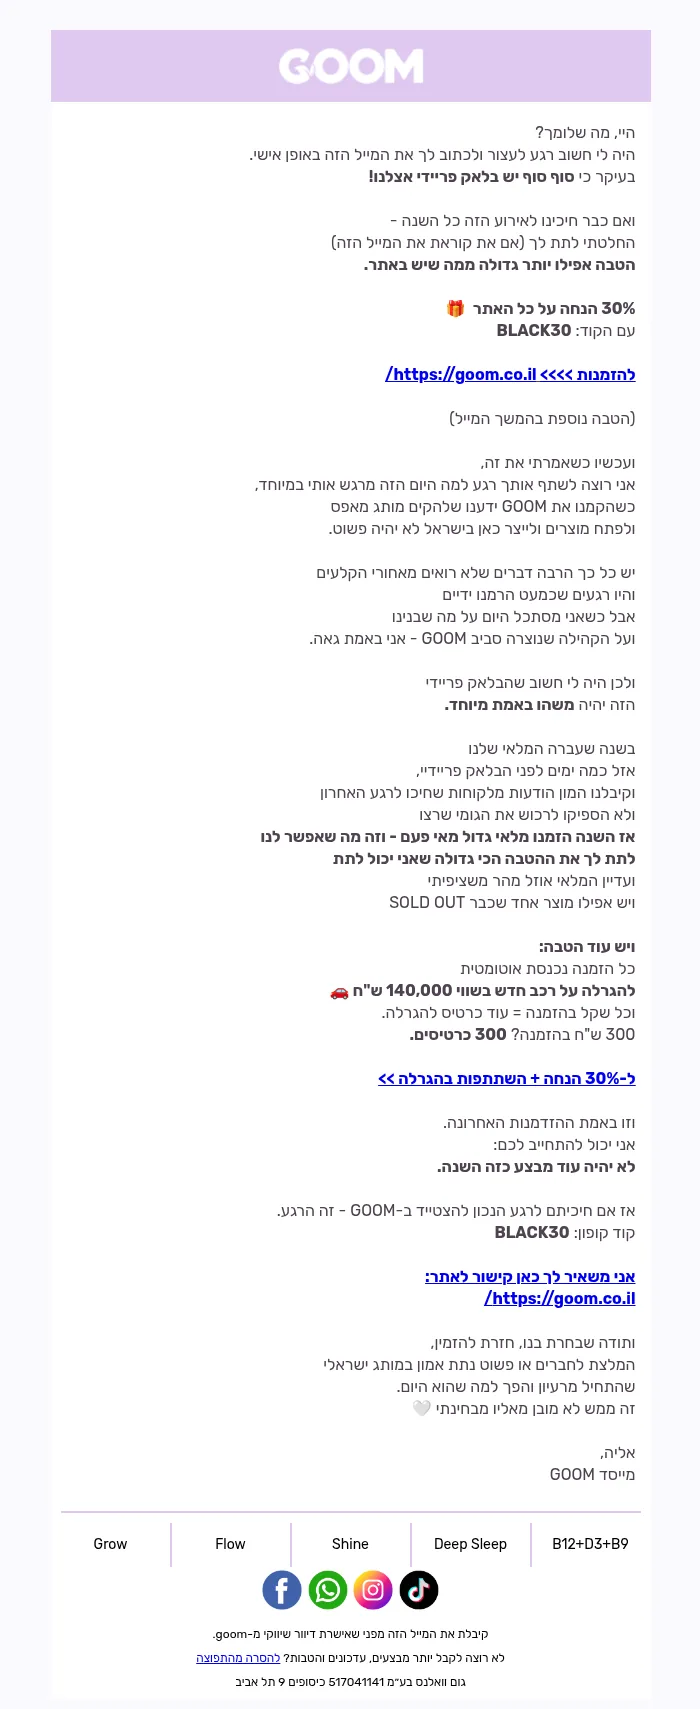 GOOM
היי, מה שלומך?
היה לי חשוב רגע לעצור ולכתוב לך את המייל הזה באופן אישי.
בעיקר כי סוף סוף יש בלאק פריידי אצלנו!
ואם כבר חיכינו לאירוע הזה כל השנה -
החלטתי לתת לך (אם את קוראת את המייל הזה)
הטבה אפילו יותר גדולה ממה שיש באתר.
30% הנחה על כל האתר 🎁
עם הקוד: BLACK30
להזמנות >>>> https://goom.co.il/
(הטבה נוספת בהמשך המייל)
ועכשיו כשאמרתי את זה,
אני רוצה לשתף אותך רגע למה היום הזה מרגש אותי במיוחד,
כשהקמנו את GOOM ידענו שלהקים מותג מאפס
ולפתח מוצרים ולייצר כאן בישראל לא יהיה פשוט.
יש כל כך הרבה דברים שלא רואים מאחורי הקלעים
והיו רגעים שכמעט הרמנו ידיים
אבל כשאני מסתכל היום על מה שבנינו
ועל הקהילה שנוצרה סביב GOOM - אני באמת גאה.
ולכן היה לי חשוב שהבלאק פריידי
הזה יהיה משהו באמת מיוחד.
בשנה שעברה המלאי שלנו
אזל כמה ימים לפני הבלאק פריידיי,
וקיבלנו המון הודעות מלקוחות שחיכו לרגע האחרון
ולא הספיקו לרכוש את הגומי שרצו
אז השנה הזמנו מלאי גדול מאי פעם - וזה מה שאפשר לנו
לתת לך את ההטבה הכי גדולה שאני יכול לתת
ועדיין המלאי אוזל מהר משציפיתי
ויש אפילו מוצר אחד שכבר SOLD OUT
ויש עוד הטבה:
כל הזמנה נכנסת אוטומטית
להגרלה על רכב חדש בשווי 140,000 ש"ח 🚗
וכל שקל בהזמנה = עוד כרטיס להגרלה.
300 ש"ח בהזמנה? 300 כרטיסים.
ל-30% הנחה + השתתפות בהגרלה >>
וזו באמת ההזדמנות האחרונה.
אני יכול להתחייב לכם:
לא יהיה עוד מבצע כזה השנה.
אז אם חיכיתם לרגע הנכון להצטייד ב-GOOM - זה הרגע.
קוד קופון: BLACK30
אני משאיר לך כאן קישור לאתר:
https://goom.co.il/
ותודה שבחרת בנו, חזרת להזמין,
המלצת לחברים או פשוט נתת אמון במותג ישראלי
שהתחיל מרעיון והפך למה שהוא היום.
זה ממש לא מובן מאליו מבחינתי 🤍
אליה,
מייסד GOOM
Grow Flow Shine Deep Sleep B12+D3+B9
קיבלת את המייל הזה מפני שאישרת דיוור שיווקי מ-goom.
לא רוצה לקבל יותר מבצעים, עדכונים והטבות? להסרה מהתפוצה
גום וואלנס בע״מ 517041141 כיסופים 9 תל אביב